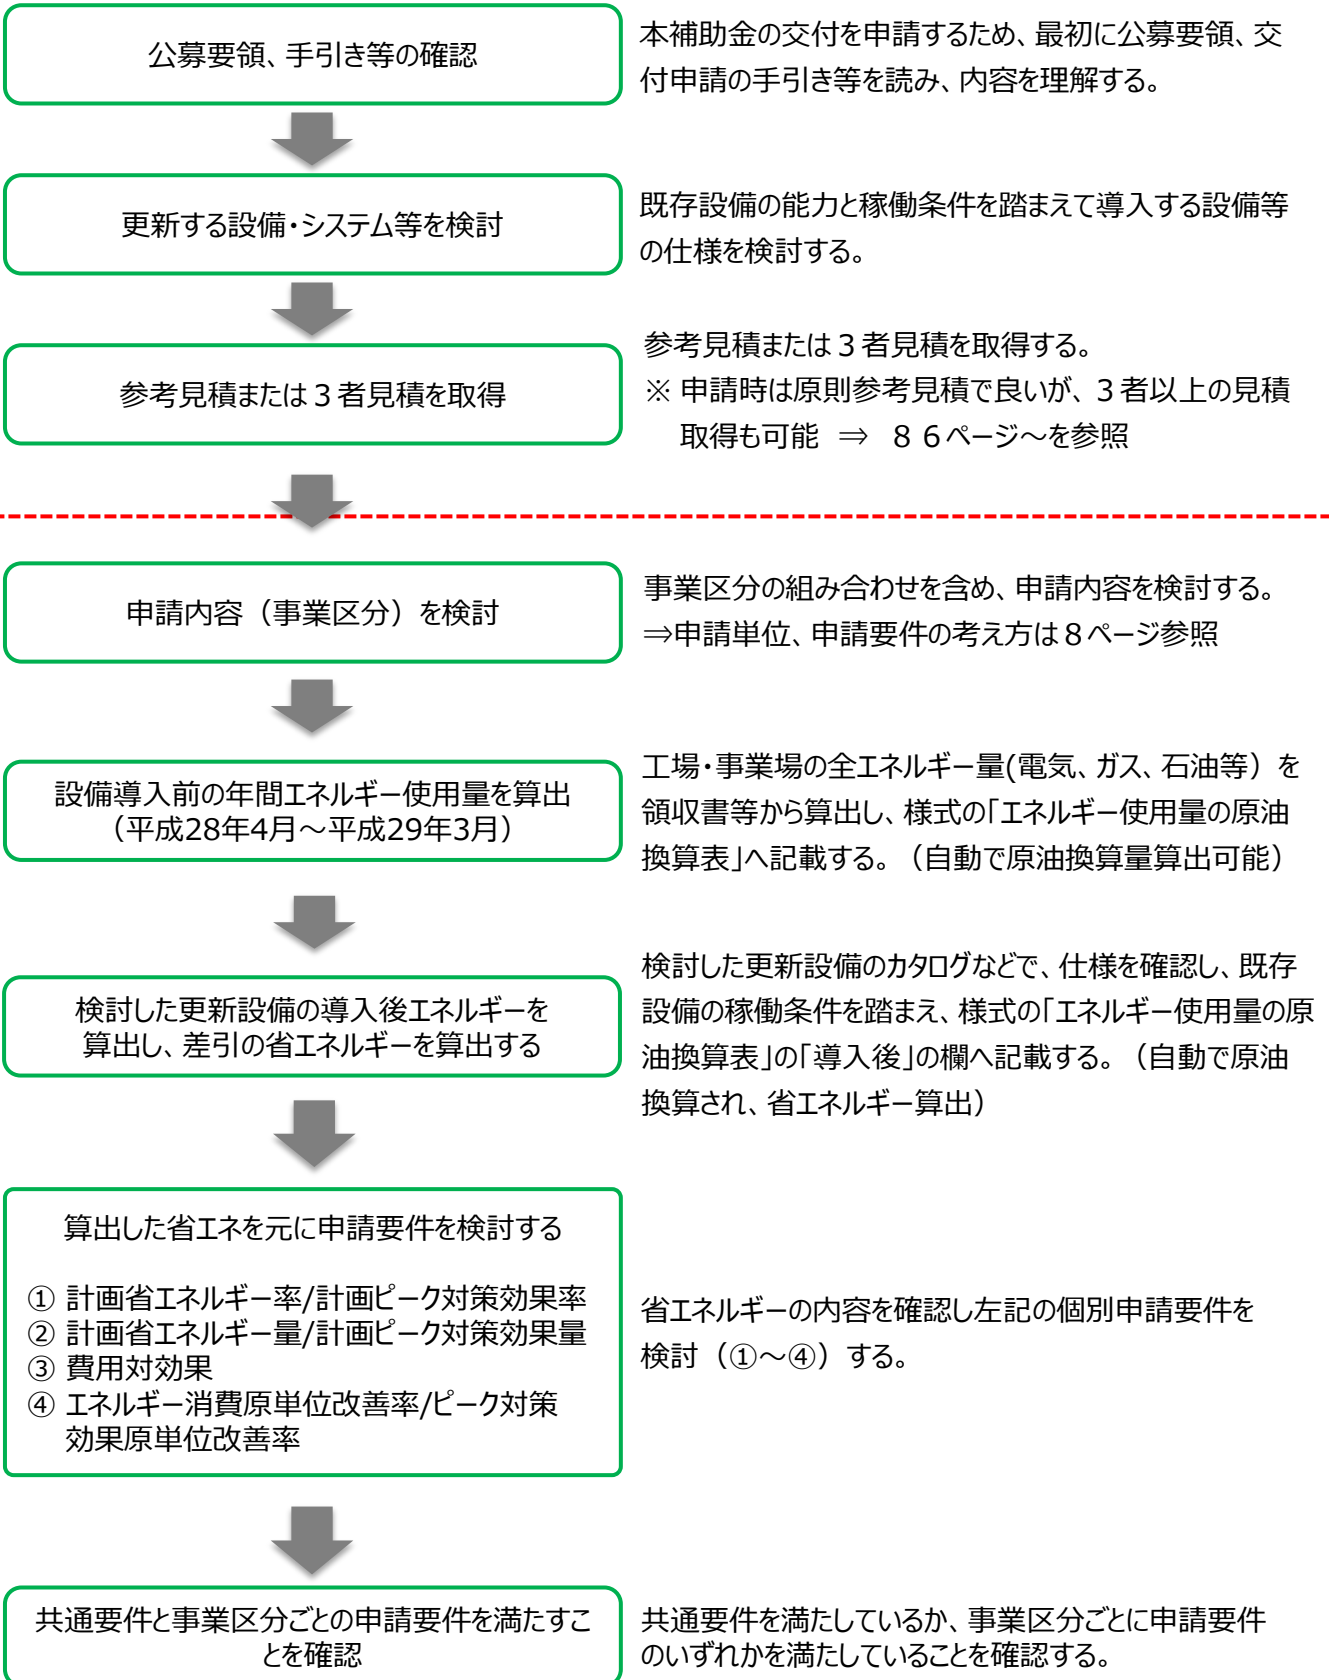 公募要領、手引き等の確認
本補助金の交付を申請するため、最初に公募要領、交
付申請の手引き等を読み、内容を理解する。
更新する設備・システム等を検討
既存設備の能力と稼働条件を踏まえて導入する設備等
の仕様を検討する。
参考見積または３者見積を取得
参考見積または３者見積を取得する。
※ 申請時は原則参考見積で良いが、３者以上の見積
取得も可能 ⇒ ８６ページ～を参照
申請内容（事業区分）を検討
事業区分の組み合わせを含め、申請内容を検討する。
⇒申請単位、申請要件の考え方は８ページ参照
設備導入前の年間エネルギー使用量を算出
（平成28年4月～平成29年3月）
工場・事業場の全エネルギー量(電気、ガス、石油等）を
領収書等から算出し、様式の「エネルギー使用量の原油
換算表」へ記載する。（自動で原油換算量算出可能）
検討した更新設備の導入後エネルギーを
算出し、差引の省エネルギーを算出する
検討した更新設備のカタログなどで、仕様を確認し、既存
設備の稼働条件を踏まえ、様式の「エネルギー使用量の原
油換算表」の「導入後」の欄へ記載する。（自動で原油
換算され、省エネルギー算出）
算出した省エネを元に申請要件を検討する
① 計画省エネルギー率/計画ピーク対策効果率
② 計画省エネルギー量/計画ピーク対策効果量
③ 費用対効果
④ エネルギー消費原単位改善率/ピーク対策
効果原単位改善率
省エネルギーの内容を確認し左記の個別申請要件を
検討（①～④）する。
共通要件と事業区分ごとの申請要件を満たすこ
とを確認
共通要件を満たしているか、事業区分ごとに申請要件
のいずれかを満たしていることを確認する。